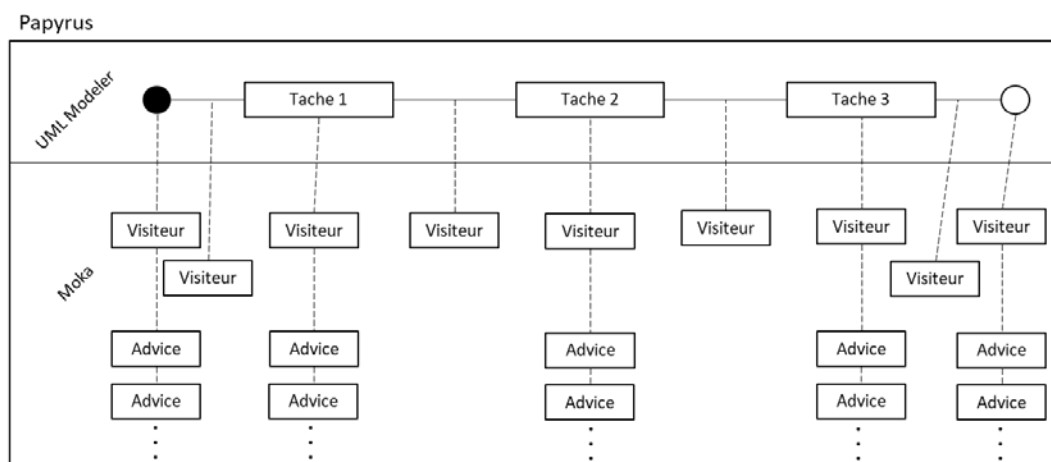 Papyrus
UML Modeler
Tache 1
Tache 2
Tache 3
Moka
Visiteur
Visiteur
Visiteur
Visiteur
Visiteur
Visiteur
Visiteur
Visiteur
Visiteur
Advice
Advice
Advice
Advice
Advice
Advice
Advice
Advice
Advice
Advice